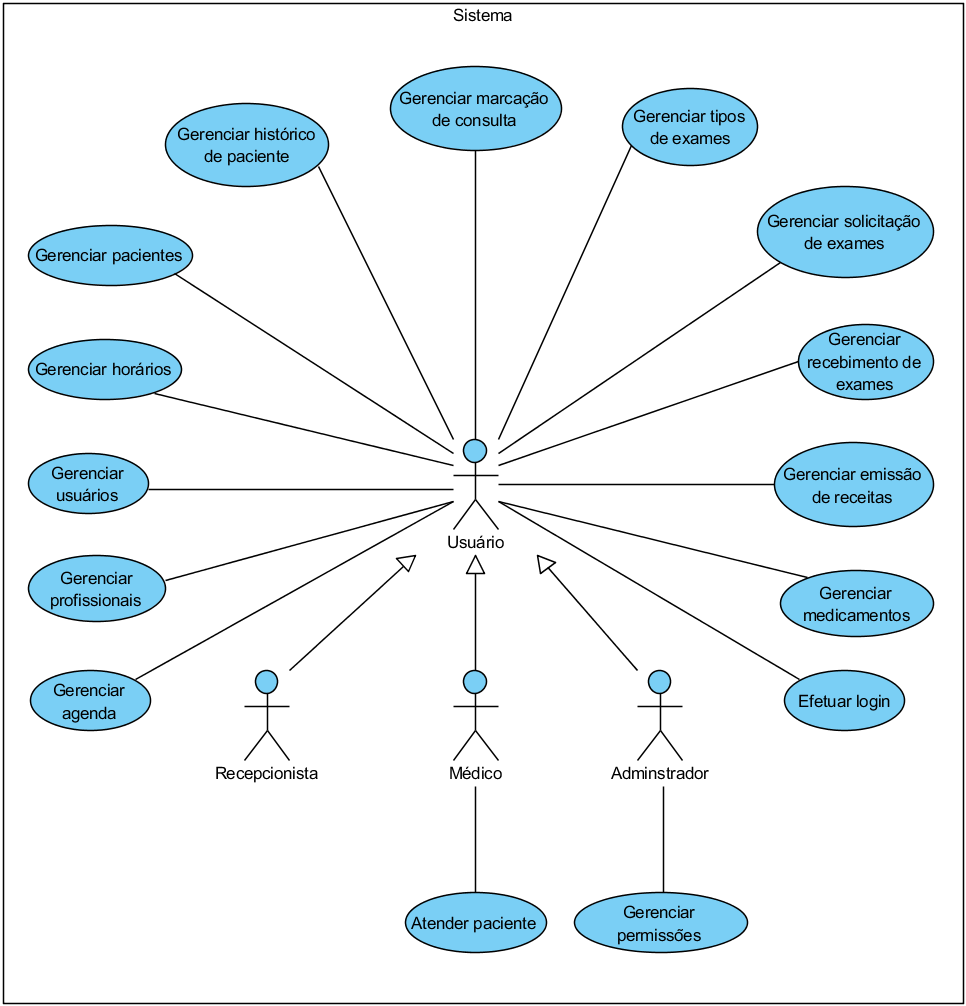 Sistema
Gerenciar marcação
de consulta
Gerenciar tipos
de exames
Gerenciar histórico
de paciente
Gerenciar solicitação
de exames
Gerenciar pacientes
Gerenciar
recebimento de
exames
Gerenciar horários
Gerenciar
usuários
Gerenciar emissão
de receitas
Usuário
Gerenciar
profissionais
Gerenciar
medicamentos
Gerenciar
agenda
Efetuar login
Recepcionista
Médico
Adminstrador
Atender paciente
Gerenciar
permissões